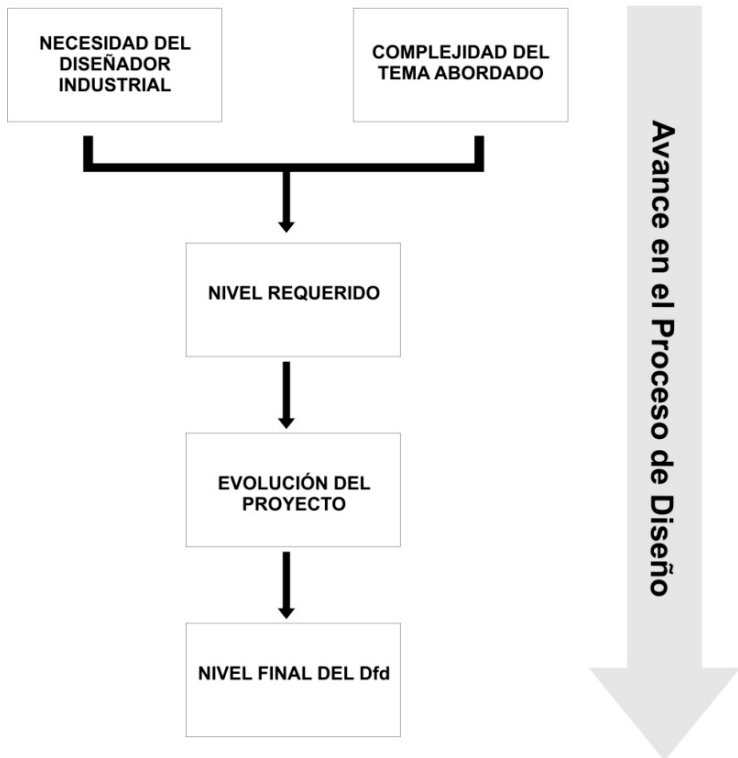 NECESIDAD DEL
DISEÑADOR
INDUSTRIAL
COMPLEJIDAD DEL
TEMA ABORDADO
NIVEL REQUERIDO
EVOLUCIÓN DEL
PROYECTO
NIVEL FINAL DEL Dfd
Avance en el Proceso de Diseño